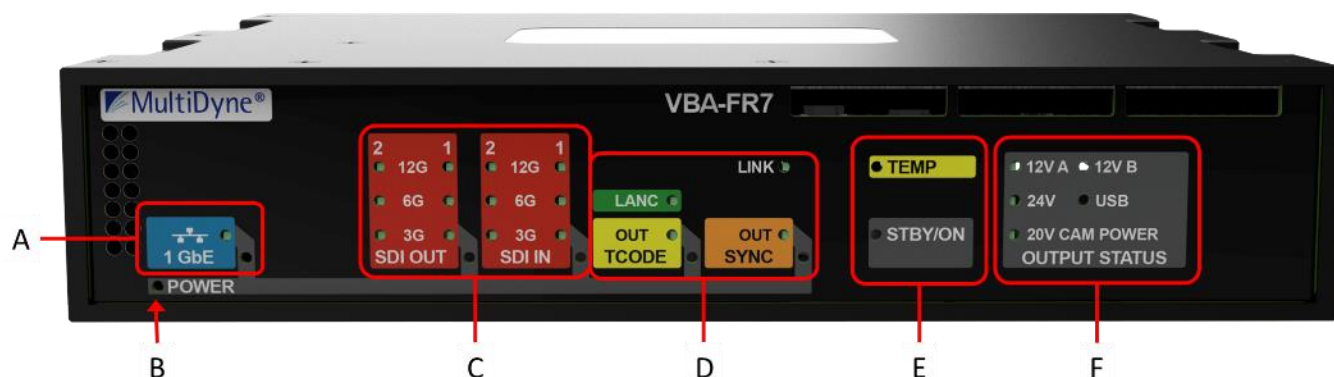 MultiDyne®
VBA-FR7
2 1 2 1
12G 12G
6G 6G
3G 3G
SDI OUT SDI IN
LINK
LANC
OUT OUT
TCODE SYNC
TEMP
STBY/ON
12V A 12V B
24V USB
20V CAM POWER
OUTPUT STATUS
1 GbE
POWER
A
B
C
D
E
F